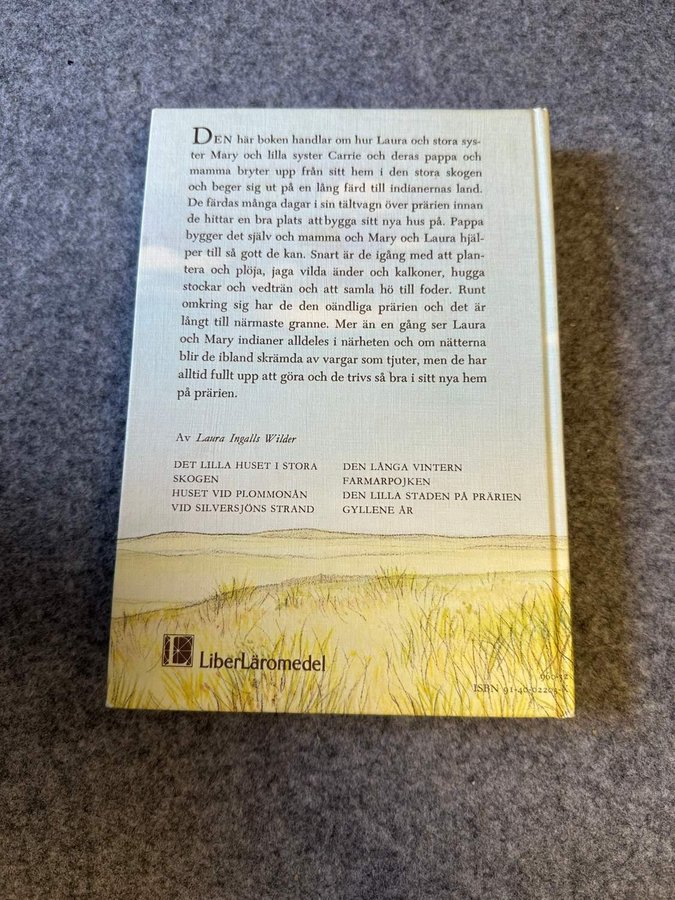 DEN här boken handlar om hur Laura och stora sys-
ter Mary och lilla syster Carrie och deras pappa och
mamma bryter upp från sitt hem i den stora skogen
och beger sig ut på en lång färd till indianernas land.
De färdas många dagar i sin tältvagn över prärien innan
de hittar en bra plats att bygga sitt nya hus på. Pappa
bygger det själv och mamma och Mary och Laura hjäl-
per till så gott de kan. Snart är de igång med att plan-
tera och plöja, jaga vilda änder och kalkoner, hugga
stockar och vedträn och att samla hö till foder. Runt
omkring sig har de den oändliga prärien och det är
långt till närmaste granne. Mer än en gång ser Laura
och Mary indianer alldeles i närheten och om nätterna
blir de ibland skrämda av vargar som tjuter, men de har
alltid fullt upp att göra och de trivs så bra i sitt nya hem
på prärien.
Av Laura Ingalls Wilder
DET LILLA HUSET I STORA
SKOGEN
HUSET VID PLOMMONÅN
VID SILVERSJÖNS STRAND
DEN LÅNGA VINTERN
FARMARPOJKEN
DEN LILLA STADEN PÅ PRÄRIEN
GYLLENE ÅR
LiberLäromedel
ISBN 91-40-02203-X